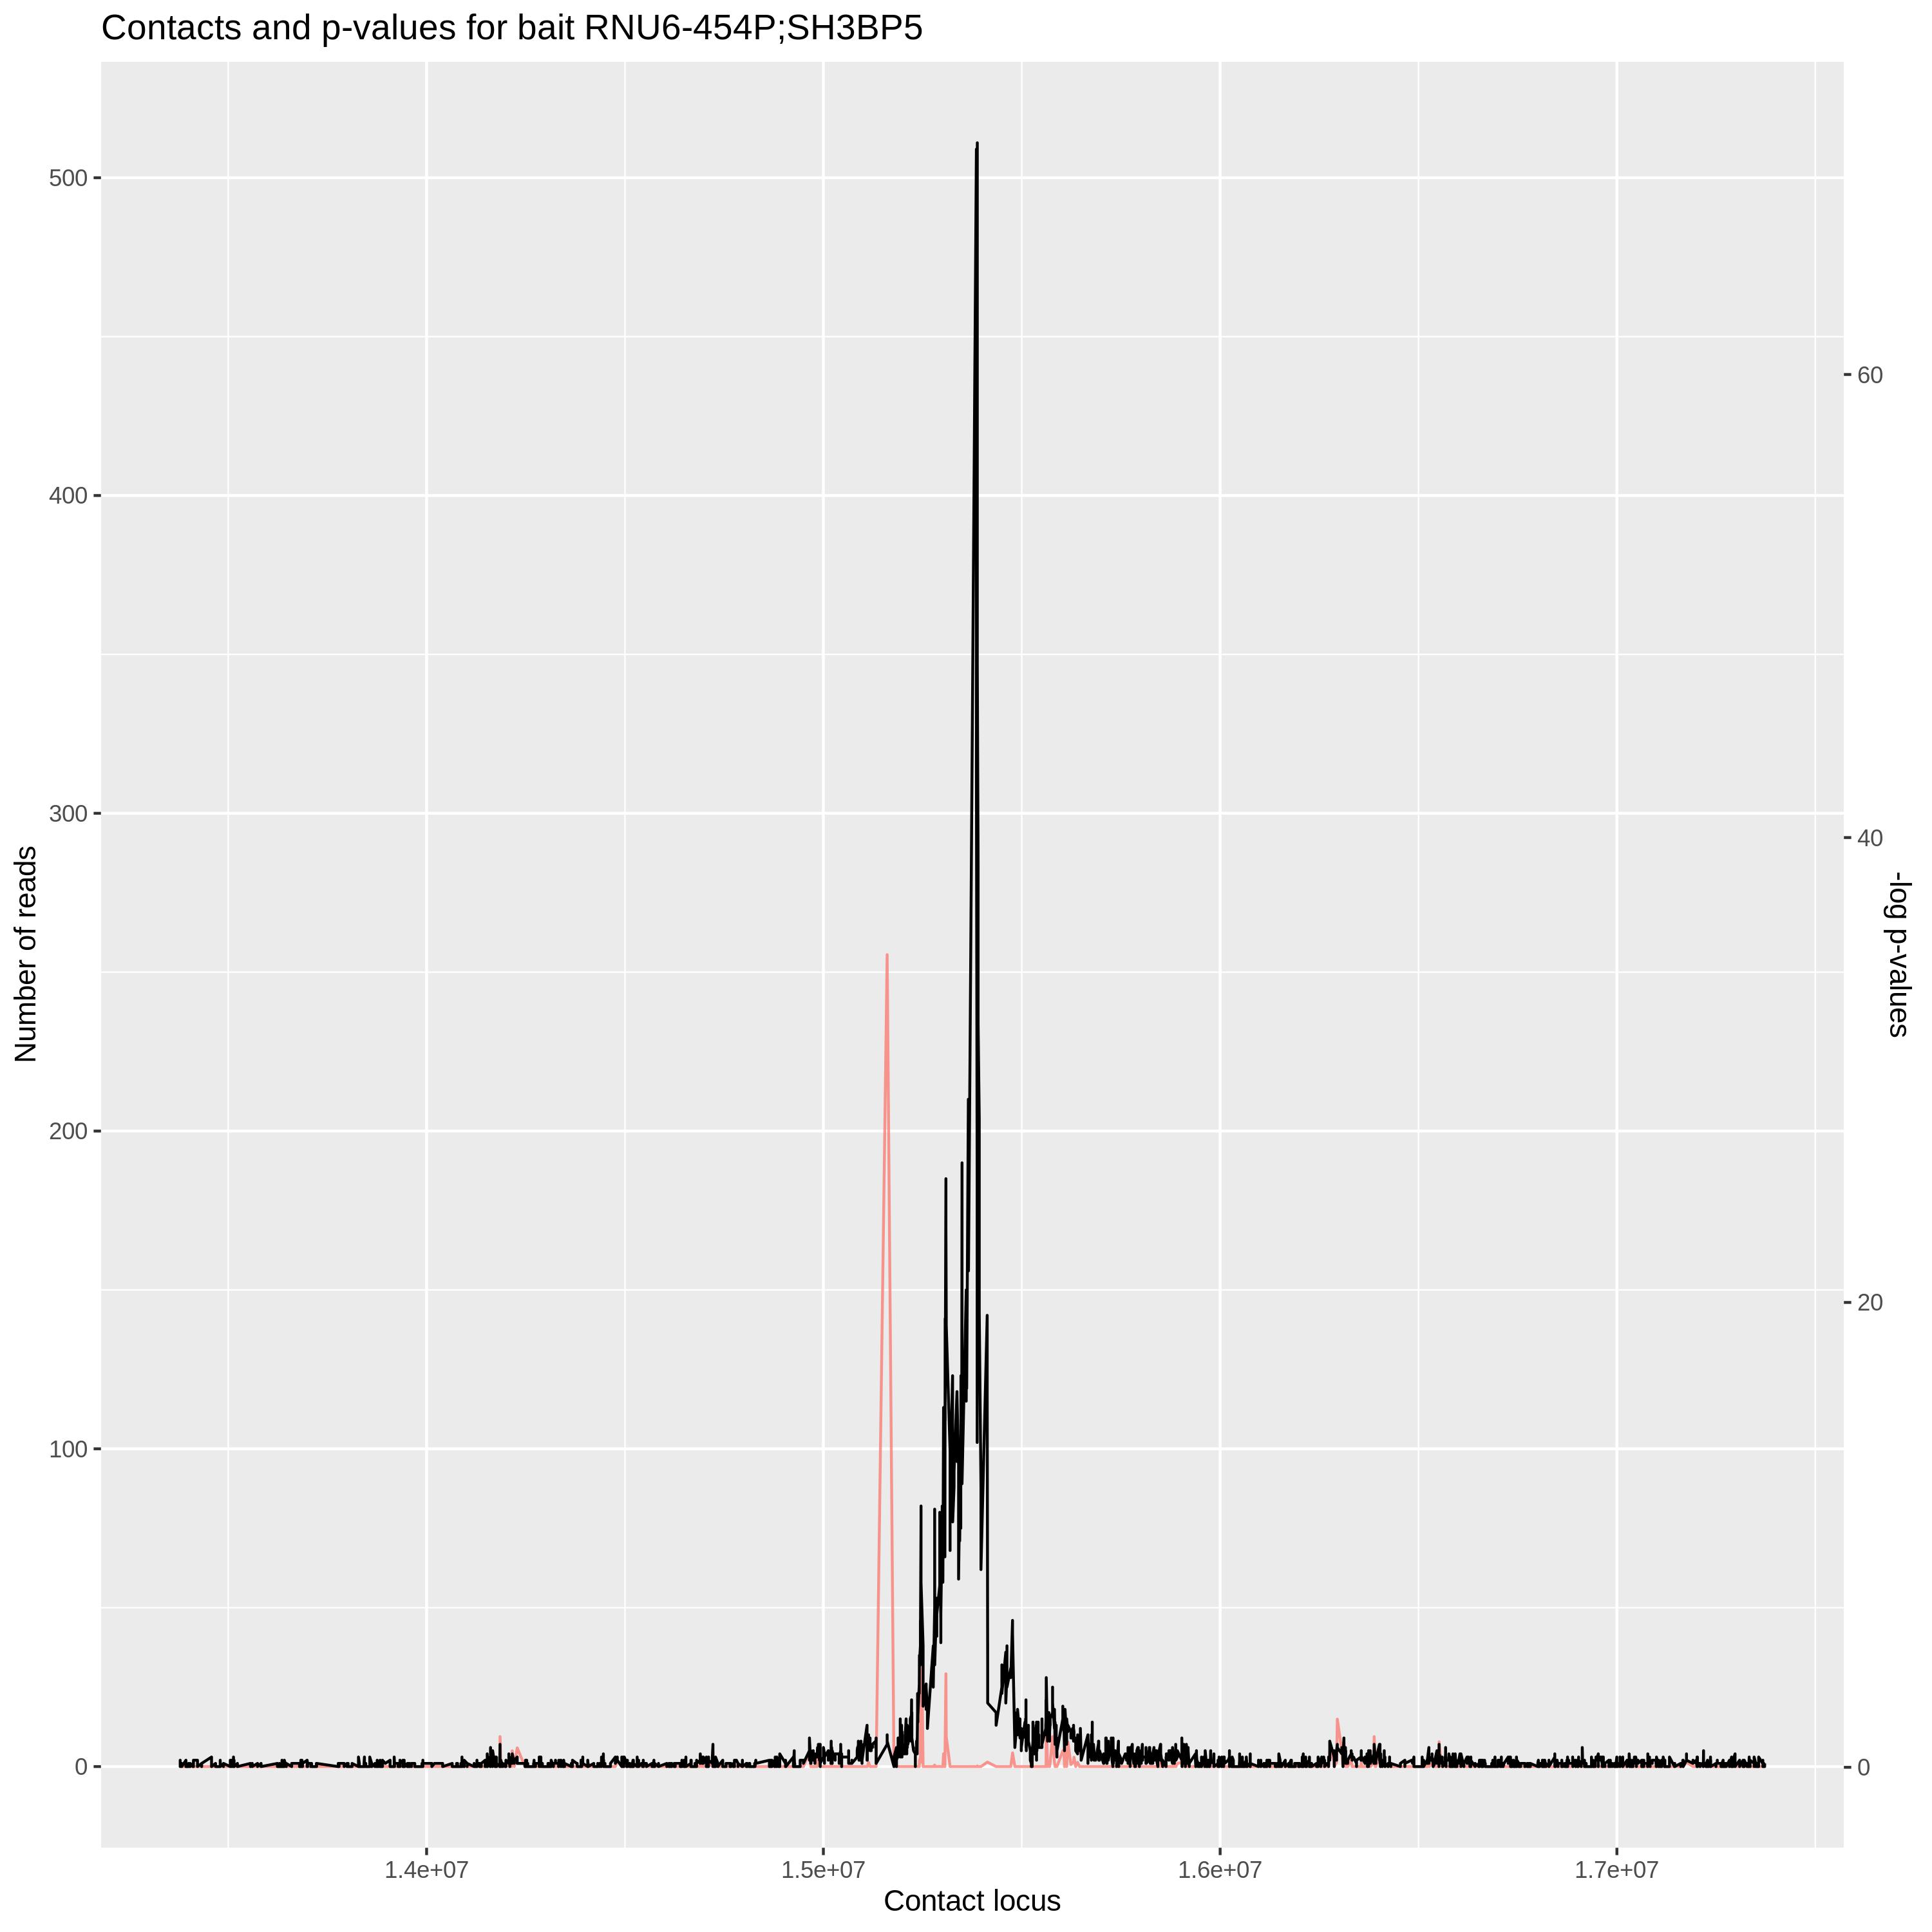 Contacts and p-values for bait RNU6-454P;SH3BP5
500
400
300
200
100
0
Number of reads
60
40
20
0
-log p-values
1.4e+07 1.5e+07 1.6e+07 1.7e+07
Contact locus